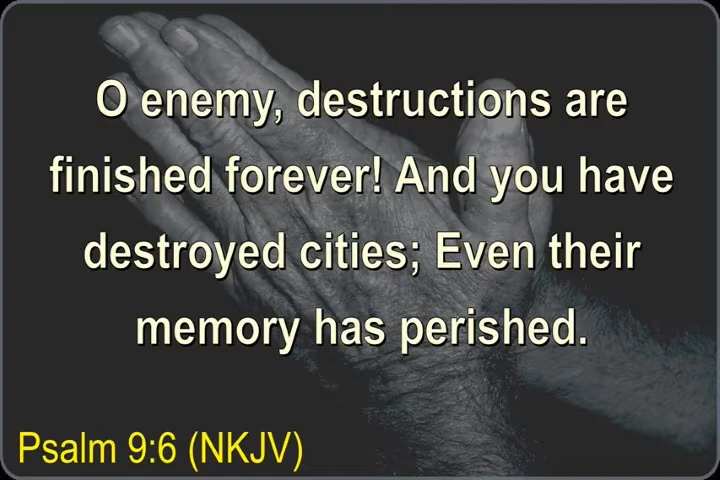 O enemy, destructions are
finished forever! And you have
destroyed cities; Even their
memory has perished.
Psalm 9:6 (NKJV)